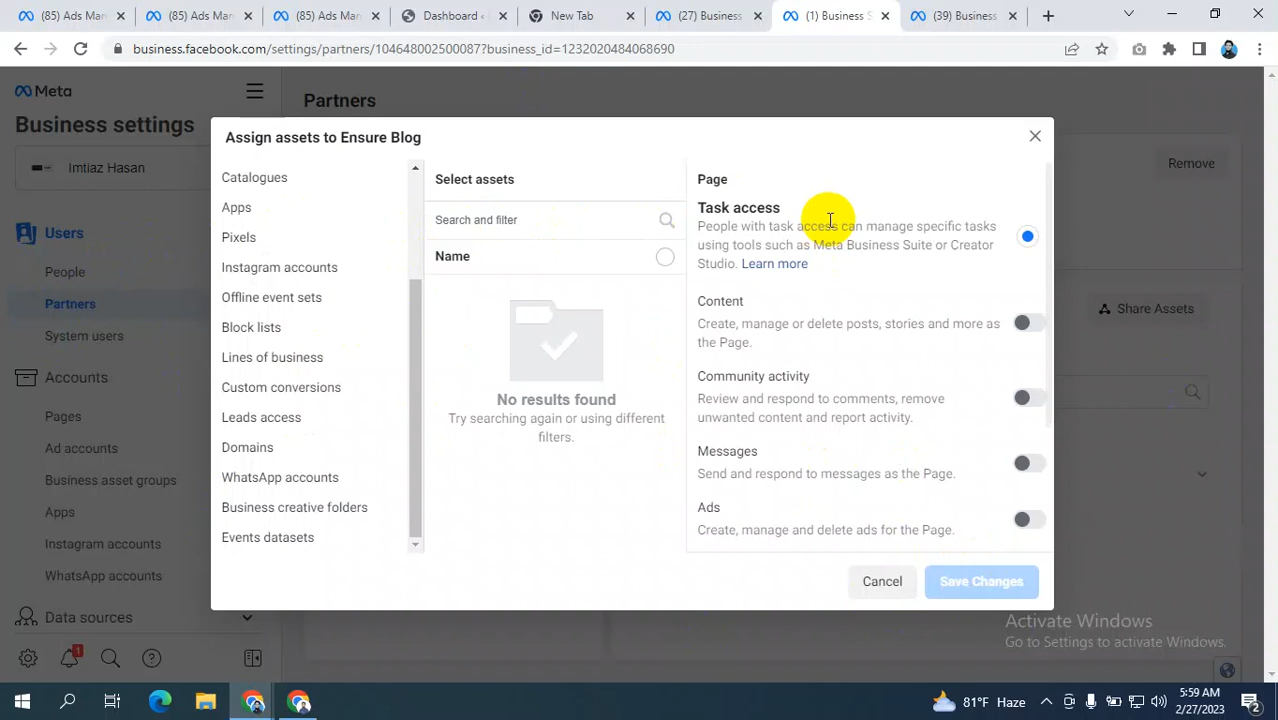 (85) Ads Man
(85) Ads Man
(85) Ads Man
Dashboard
New Tab
(27) Business
(1) Business S
(39) Business
business.facebook.com/settings/partners/104648002500087?business_id=1232020484068690
Meta
Business settings
Imtiaz Hasan
Users
People
Partners
System users
Accounts
Pages
Ad accounts
Business asset groups
Apps
Instagram accounts
WhatsApp accounts
Data sources
1
Partners
Remove
Share Assets
Assign assets to Ensure Blog
Catalogues
Apps
Pixels
Instagram accounts
Offline event sets
Block lists
Lines of business
Custom conversions
Leads access
Domains
WhatsApp accounts
Business creative folders
Events datasets
Select assets
Search and filter
Name
No results found
Try searching again or using different
filters.
Page
Task access
People with task access can manage specific tasks
using tools such as Meta Business Suite or Creator
Studio. Learn more
Content
Create, manage or delete posts, stories and more as
the Page.
Community activity
Review and respond to comments, remove
unwanted content and report activity.
Messages
Send and respond to messages as the Page.
Ads
Create, manage and delete ads for the Page.
Cancel
Save Changes
Activate Windows
Go to Settings to activate Windows.
81°F Haze
5:59 AM
2/27/2023
2